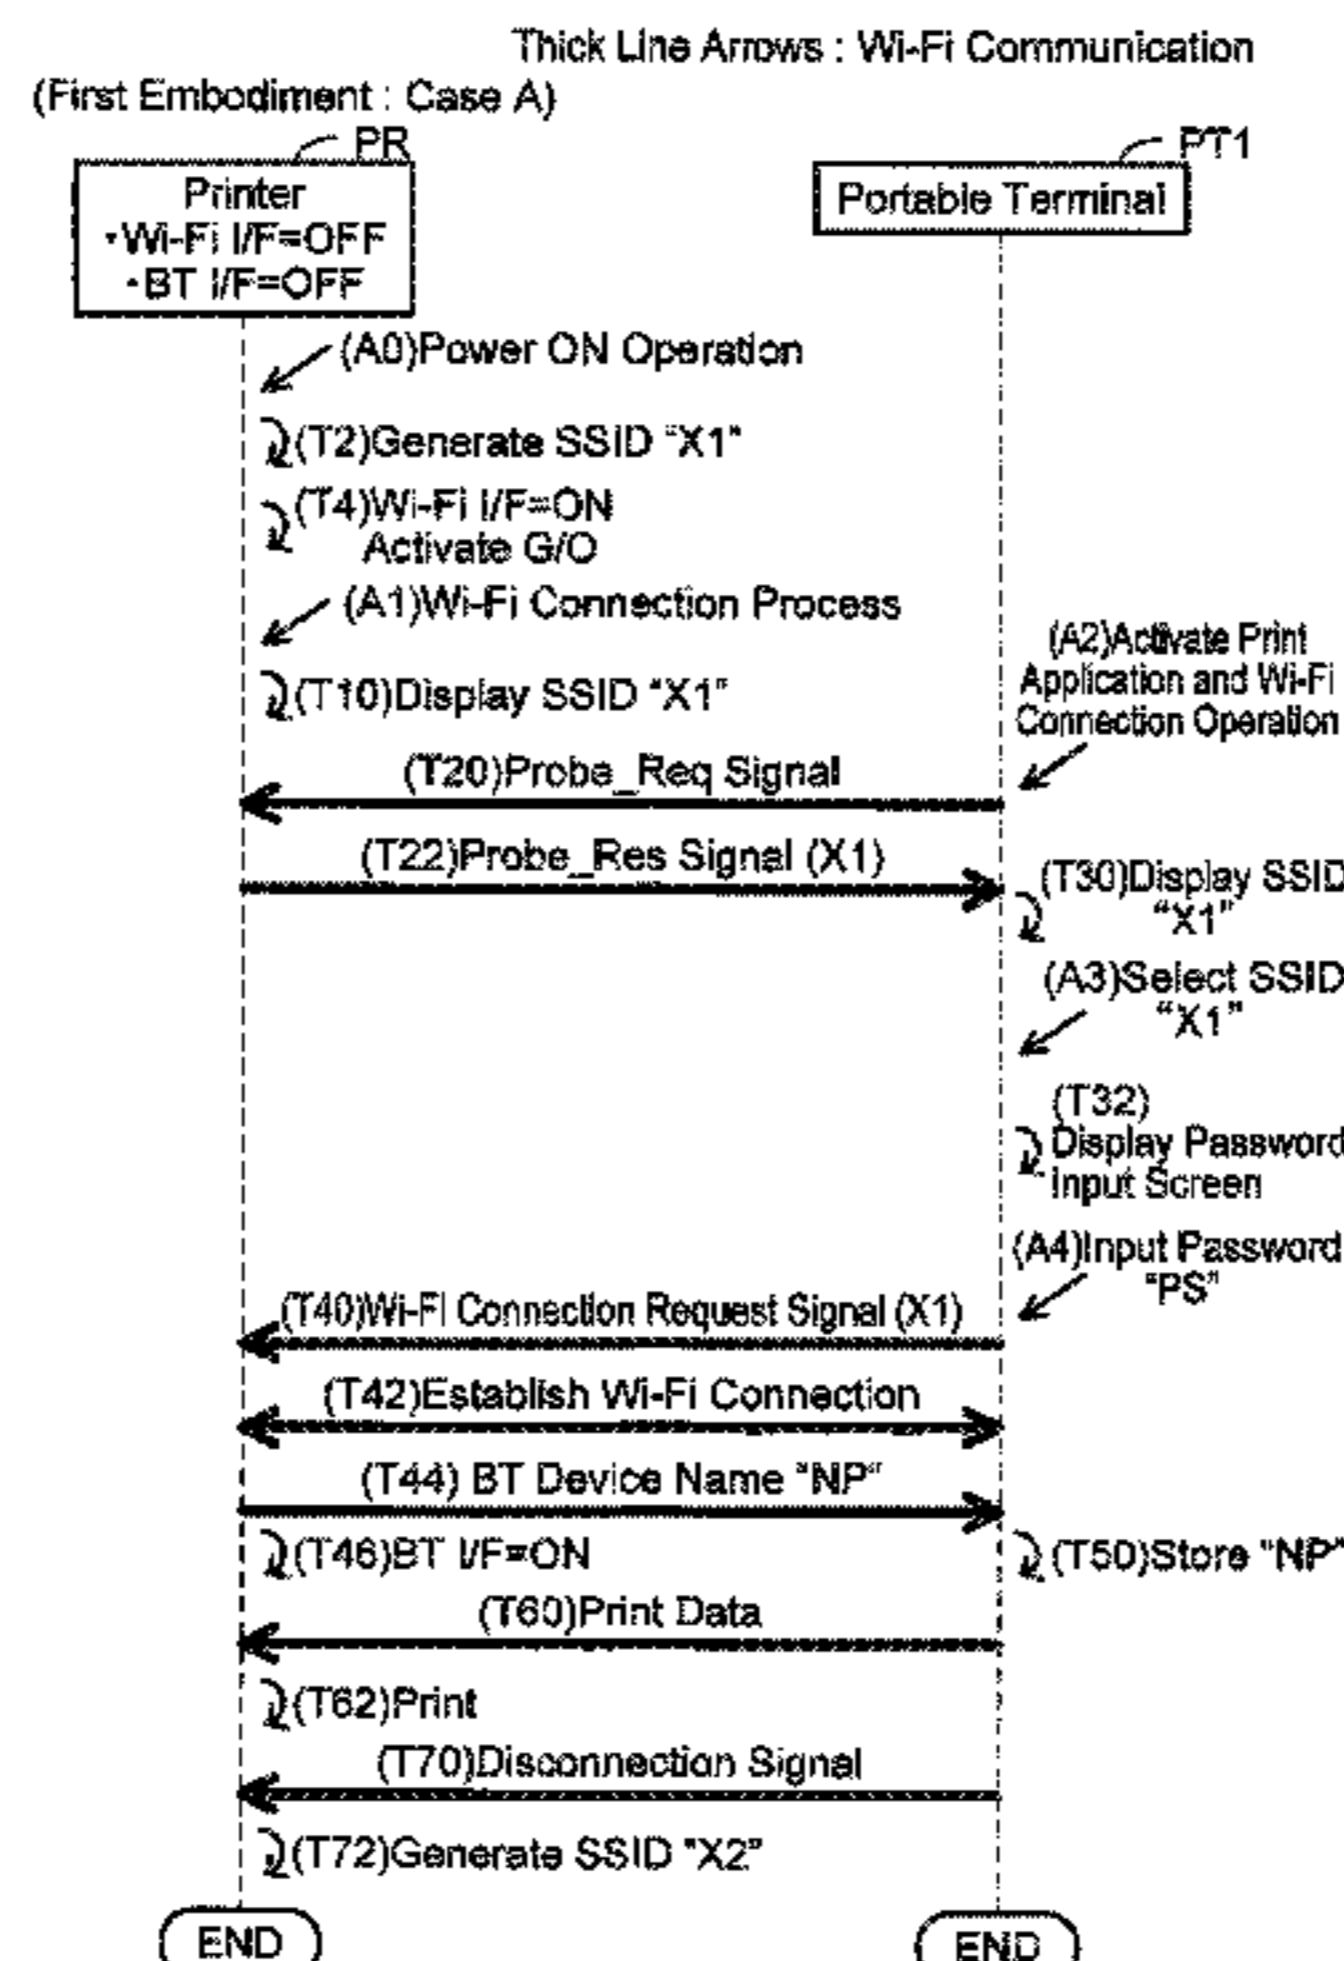 Thick Line Arrows : Wi-Fi Communication
(First Embodiment : Case A)
PR
PT1
Printer
・Wi-Fi I/F=OFF
・BT I/F=OFF
Portable Terminal
(A0)Power ON Operation
(T2)Generate SSID "X1"
(T4)Wi-Fi I/F=ON
Activate G/O
(A1)Wi-Fi Connection Process
(A2)Activate Print
Application and Wi-Fi
Connection Operation
(T10)Display SSID "X1"
(T20)Probe_Req Signal
(T22)Probe_Res Signal (X1)
(T30)Display SSID
"X1"
(A3)Select SSID
"X1"
(T32)
Display Password
Input Screen
(A4)Input Password
"PS"
(T40)Wi-Fi Connection Request Signal (X1)
(T42)Establish Wi-Fi Connection
(T44) BT Device Name "NP"
(T46)BT I/F=ON
(T50)Store "NP"
(T60)Print Data
(T62)Print
(T70)Disconnection Signal
(T72)Generate SSID "X2"
END
END